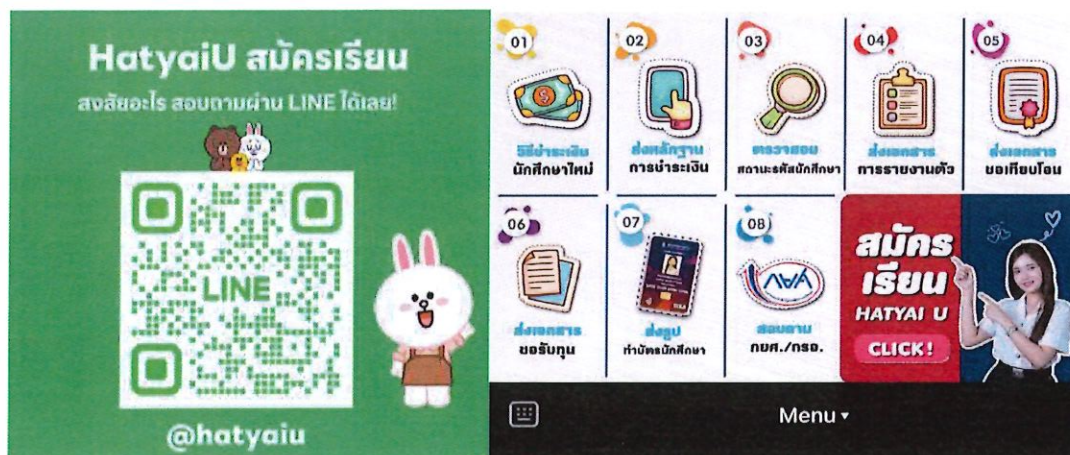 HatyaiU สมัครเรียน
สงสัยอะไร สอบถามผ่าน LINE ได้เลย!
LINE
@hatyaiu
01
วิธีชำระเงิน
นักศึกษาใหม่
02
ส่งหลักฐาน
การชำระเงิน
03
ตรวจสอบ
สถานะรหัสนักศึกษา
04
ส่งเอกสาร
การรายงานตัว
05
ส่งเอกสาร
ขอเทียบโอน
06
ส่งเอกสาร
ขอรับทุน
07
ส่งรูป
ทำบัตรนักศึกษา
08
กยศ
สอบถาม
กยศ./กรอ.
สมัคร
เรียน
HATYAI U
CLICK!
Menu